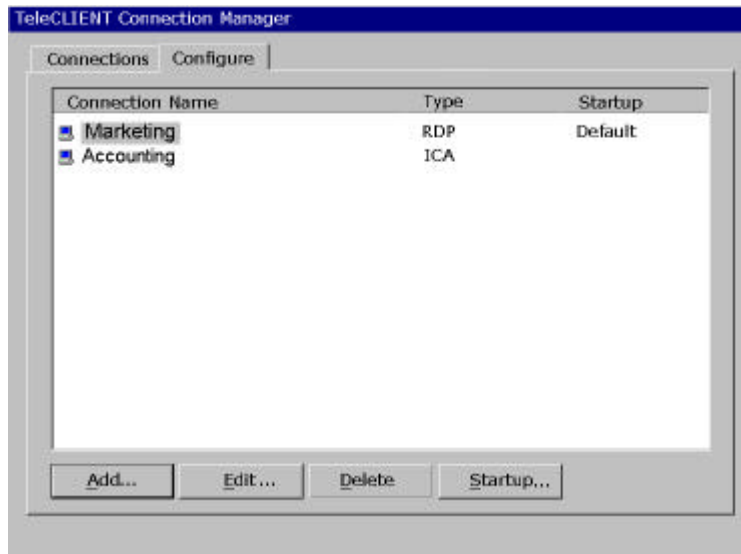 TeleCLIENT Connection Manager
Connections Configure
Connection Name Type Startup
Marketing RDP Default
Accounting ICA
Add... Edit... Delete Startup...